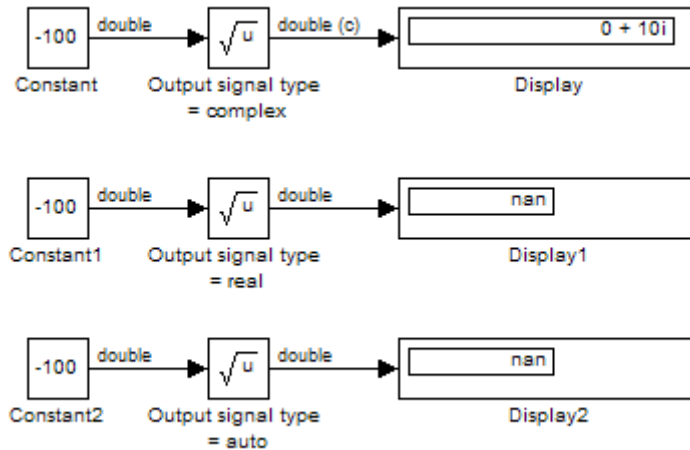 double
double (c)
-100
√u
0 + 10i
Constant
Output signal type
= complex
Display
double
double
-100
√u
nan
Constant1
Output signal type
= real
Display1
double
double
-100
√u
nan
Constant2
Output signal type
= auto
Display2